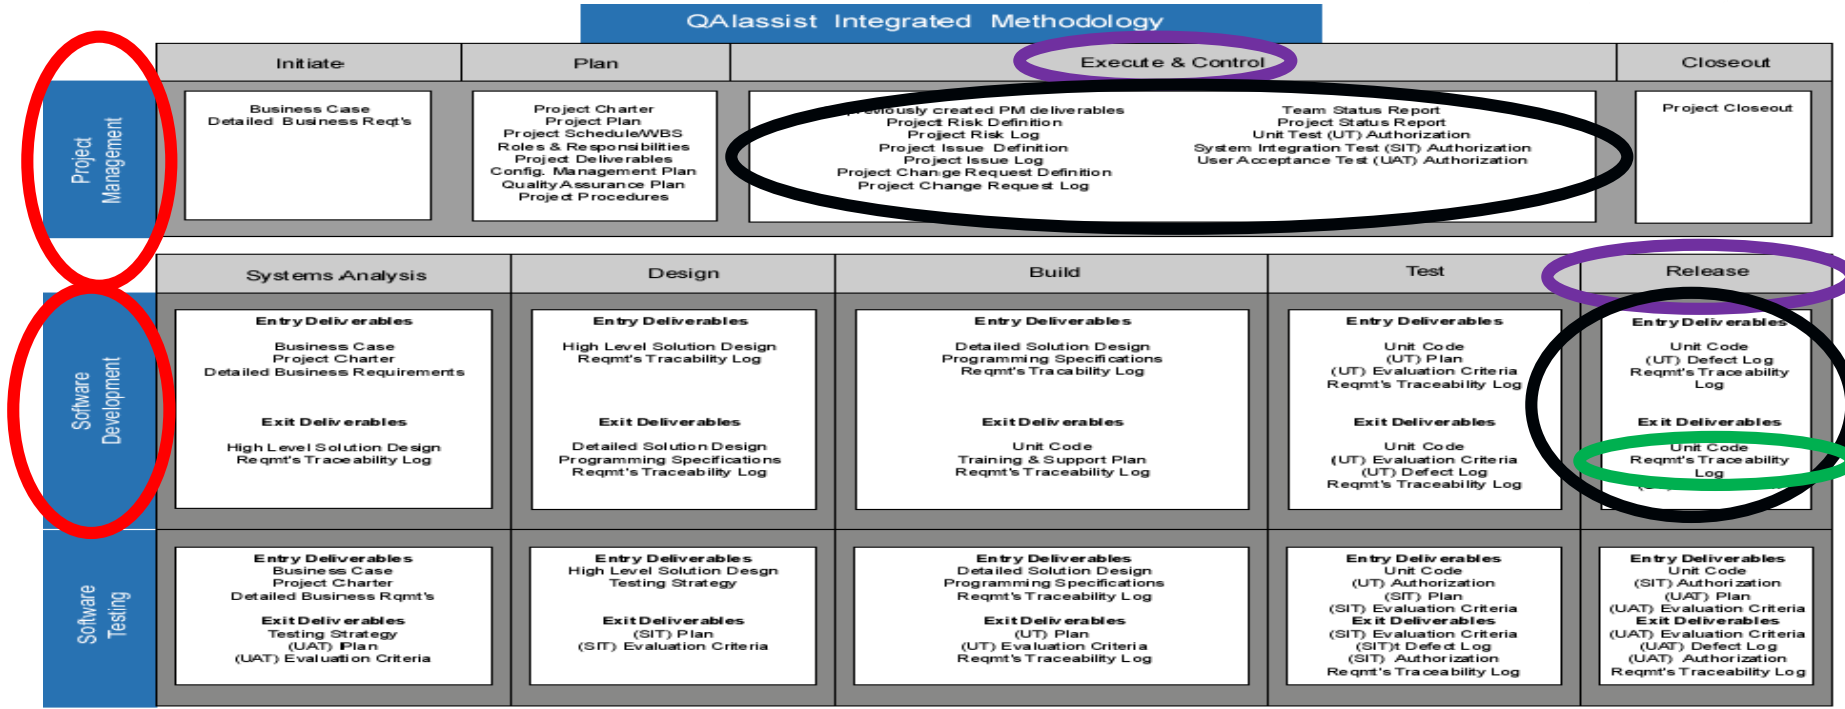 QAIassist Integrated Methodology
Initiate
Plan
Execute & Control
Closeout
Project
Management
Business Case
Detailed Business Reqt's
Project Charter
Project Plan
Project Schedule/WBS
Roles & Responsibilities
Project Deliverables
Config. Management Plan
Quality Assurance Plan
Project Procedures
created PM deliverables
Project Risk Definition
Project Risk Log
Project Issue Definition
Project Issue Log
Project Change Request Definition
Project Change Request Log
Team Status Report
Project Status Report
Unit Test (UT) Authorization
System Integration Test (SIT) Authorization
User Acceptance Test (UAT) Authorization
Project Closeout
Systems Analysis
Design
Build
Test
Release
Software
Development
Entry Deliverables
Business Case
Project Charter
Detailed Business Requirements
Exit Deliverables
High Level Solution Design
Reqmt's Traceability Log
Entry Deliverables
High Level Solution Design
Reqmt's Tracability Log
Exit Deliverables
Detailed Solution Design
Programming Specifications
Reqmt's Traceability Log
Entry Deliverables
Detailed Solution Design
Programming Specifications
Reqmt's Tracability Log
Exit Deliverables
Unit Code
Training & Support Plan
Reqmt's Traceability Log
Entry Deliverables
Unit Code
(UT) Plan
(UT) Evaluation Criteria
Reqmt's Traceability Log
Exit Deliverables
Unit Code
(UT) Evaluation Criteria
(UT) Defect Log
Reqmt's Traceability Log
Entry Deliverables
Unit Code
(UT) Defect Log
Reqmt's Traceability
Log
Exit Deliverables
Unit Code
Reqmt's Traceability
Log
Software
Testing
Entry Deliverables
Business Case
Project Charter
Detailed Business Rqmt's
Exit Deliverables
Testing Strategy
(UAT) Plan
(UAT) Evaluation Criteria
Entry Deliverables
High Level Solution Desgn
Testing Strategy
Exit Deliverables
(SIT) Plan
(SIT) Evaluation Criteria
Entry Deliverables
Detailed Solution Design
Programming Specifications
Reqmt's Traceability Log
Exit Deliverables
(UT) Plan
(UT) Evaluation Criteria
Reqmt's Traceability Log
Entry Deliverables
Unit Code
(UT) Authorization
(SIT) Plan
(SIT) Evaluation Criteria
Exit Deliverables
(SIT) Evaluation Criteria
(SIT)t Defect Log
(SIT) Authorization
Reqmt's Traceability Log
Entry Deliverables
Unit Code
(SIT) Authorization
(UAT) Plan
(UAT) Evaluation Criteria
Exit Deliverables
(UAT) Evaluation Criteria
(UAT) Defect Log
(UAT) Authorization
Reqmt's Traceability Log